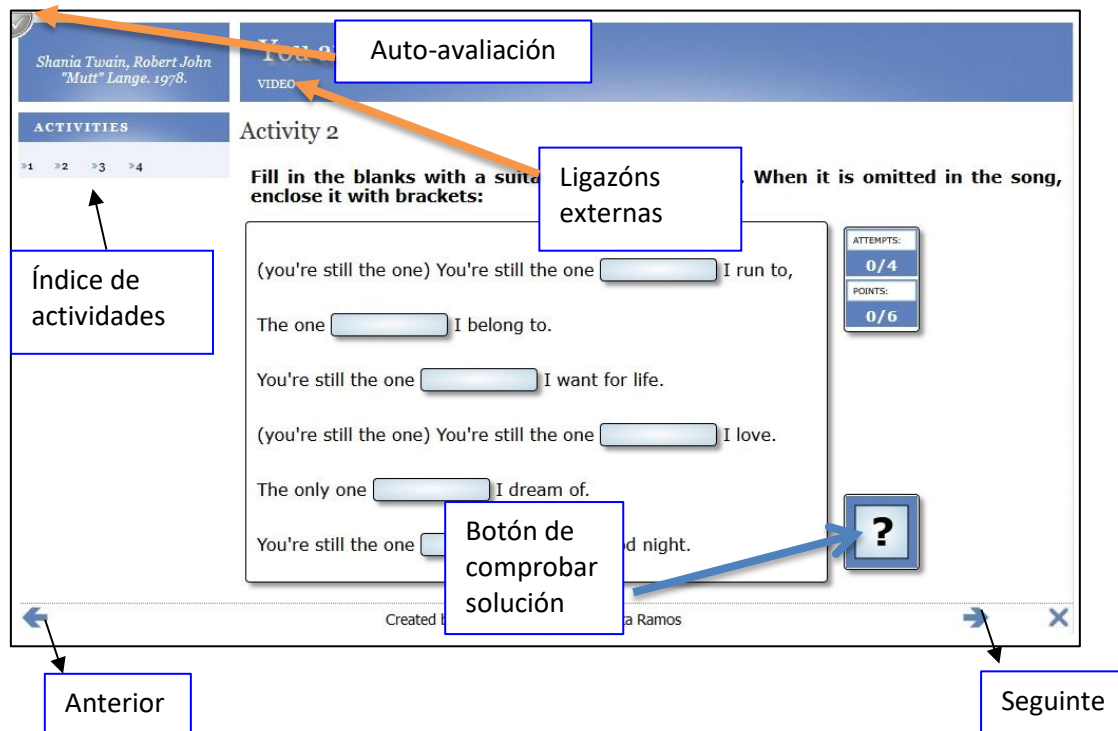 Auto-avaliación
Shania Twain, Robert John
"Mutt" Lange. 1978.
You
VIDEO
ACTIVITIES
»1 »2 »3 »4
Activity 2
Fill in the blanks with a When it is omitted in the song,
enclose it with brackets:
Ligazóns
externas
Índice de
actividades
(you're still the one) You're still the one I run to,
The one I belong to.
You're still the one I want for life.
(you're still the one) You're still the one I love.
The only one I dream of.
You're still the one night.
ATTEMPTS:
0/4
POINTS:
0/6
?
Botón de
comprobar
solución
Created Ramos
Anterior
Seguinte